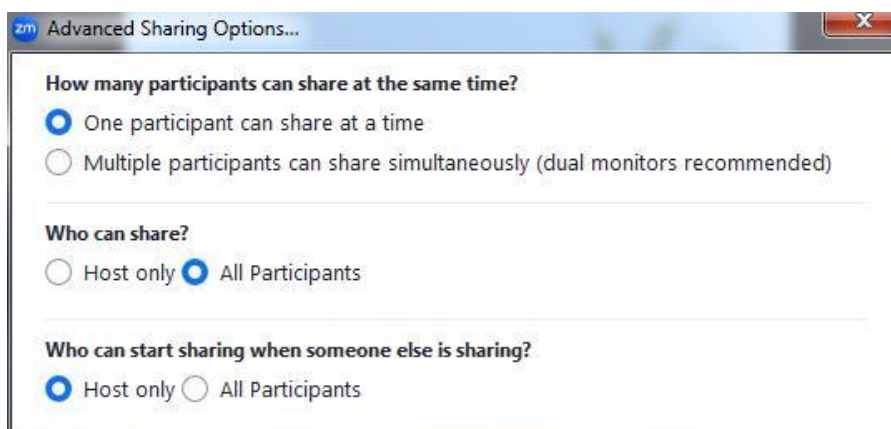 zm Advanced Sharing Options...
How many participants can share at the same time?
One participant can share at a time
Multiple participants can share simultaneously (dual monitors recommended)
Who can share?
Host only All Participants
Who can start sharing when someone else is sharing?
Host only All Participants